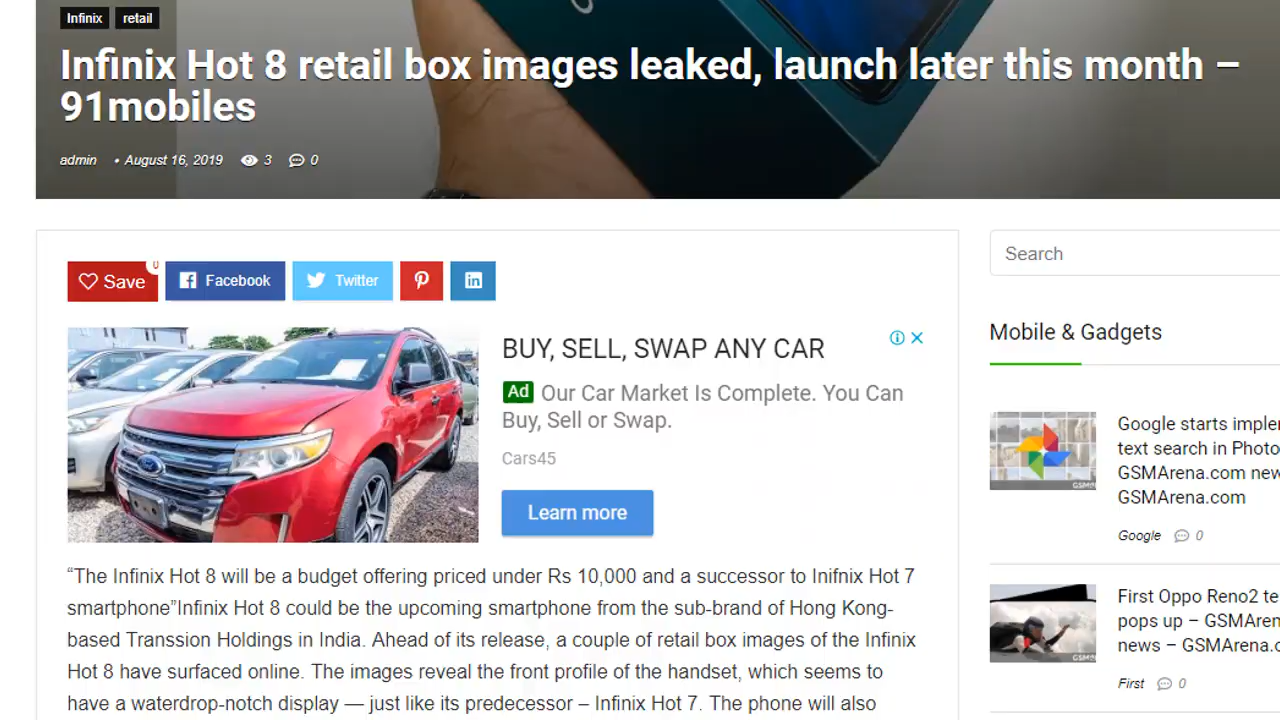 Infinix retail
Infinix Hot 8 retail box images leaked, launch later this month –
91mobiles
admin • August 16, 2019 3 0
Save 0 Facebook Twitter
BUY, SELL, SWAP ANY CAR
Ad Our Car Market Is Complete. You Can
Buy, Sell or Swap.
Cars45
Learn more
“The Infinix Hot 8 will be a budget offering priced under Rs 10,000 and a successor to Inifnix Hot 7
smartphone”Infinix Hot 8 could be the upcoming smartphone from the sub-brand of Hong Kong-
based Transsion Holdings in India. Ahead of its release, a couple of retail box images of the Infinix
Hot 8 have surfaced online. The images reveal the front profile of the handset, which seems to
have a waterdrop-notch display — just like its predecessor – Infinix Hot 7. The phone will also
Search
Mobile & Gadgets
Google starts imple
text search in Photo
GSMArena.com new
GSMArena.com
Google 0
First Oppo Reno2 te
pops up – GSMAren
news – GSMArena.c
First 0